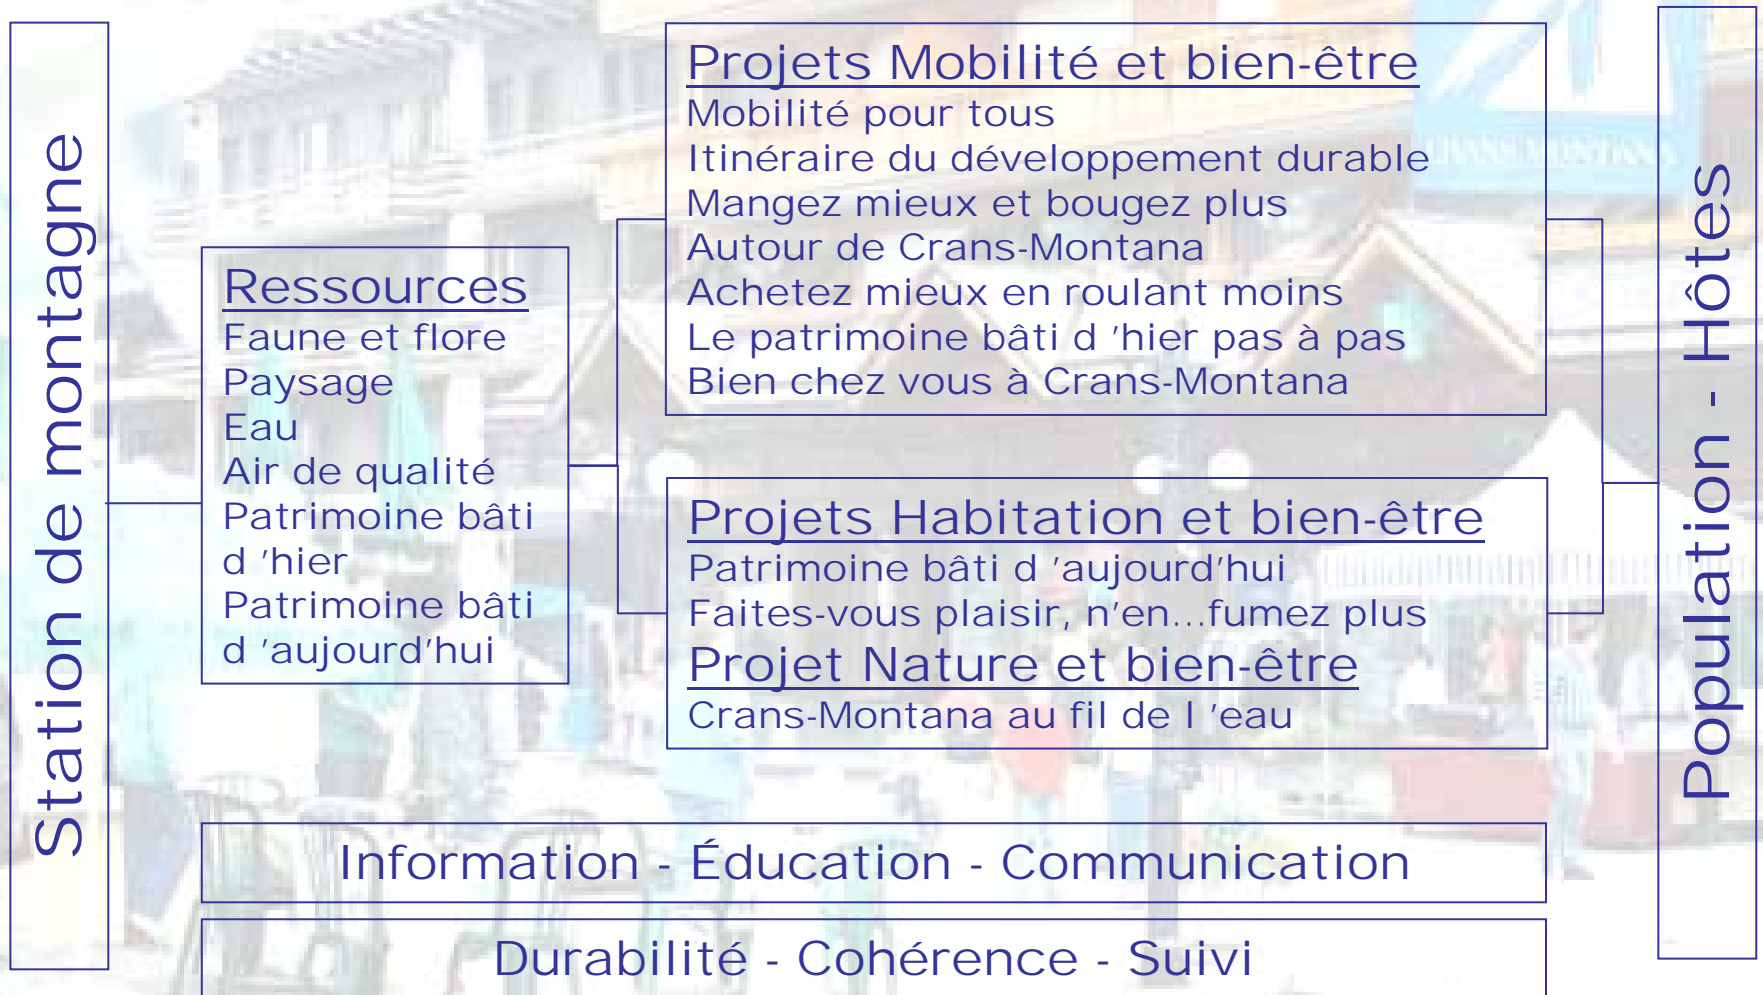 Station de montagne
Ressources
Faune et flore
Paysage
Eau
Air de qualité
Patrimoine bâti
d 'hier
Patrimoine bâti
d 'aujourd'hui
Projets Mobilité et bien-être
Mobilité pour tous
Itinéraire du développement durable
Mangez mieux et bougez plus
Autour de Crans-Montana
Achetez mieux en roulant moins
Le patrimoine bâti d 'hier pas à pas
Bien chez vous à Crans-Montana
Projets Habitation et bien-être
Patrimoine bâti d 'aujourd'hui
Faites-vous plaisir, n'en...fumez plus
Projet Nature et bien-être
Crans-Montana au fil de l 'eau
CRANS-MONTANA
Population - Hôtes
Information - Éducation - Communication
Durabilité - Cohérence - Suivi